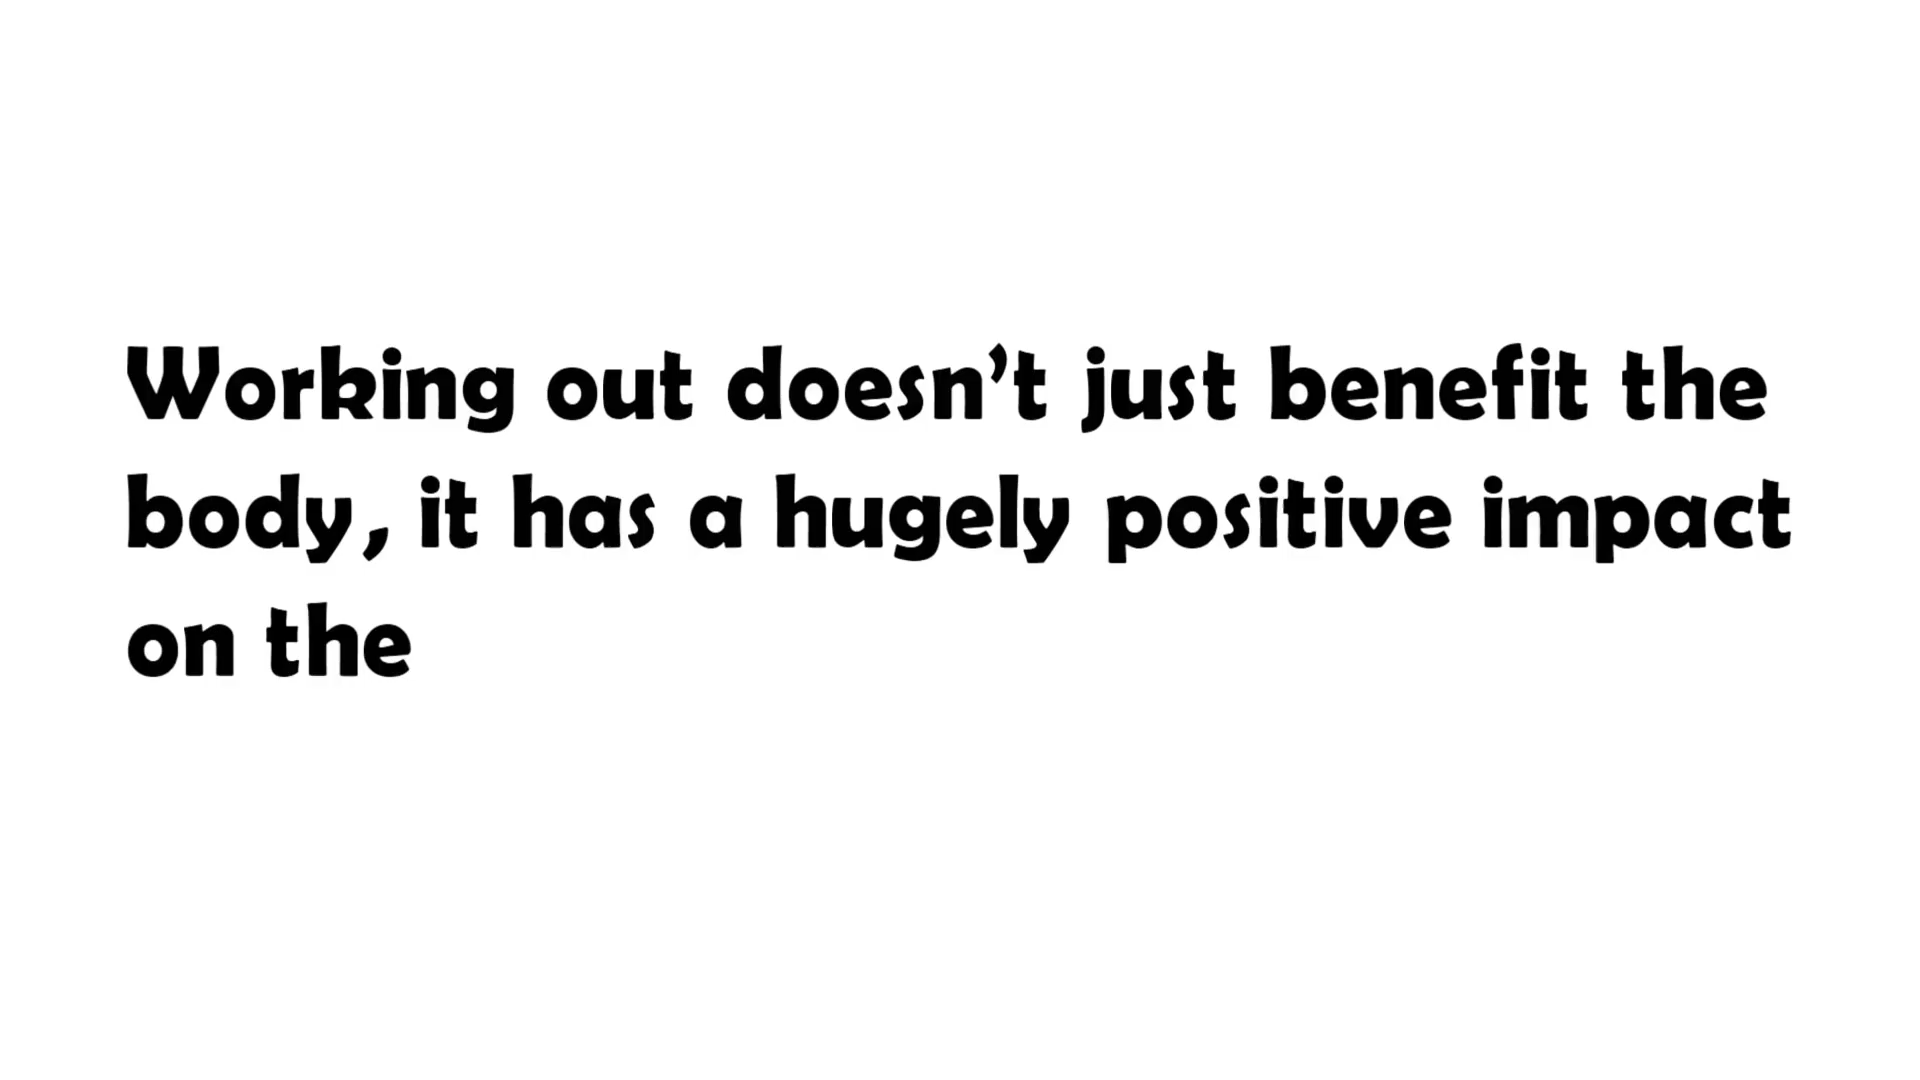 Working out doesn’t just benefit the
body, it has a hugely positive impact
on the